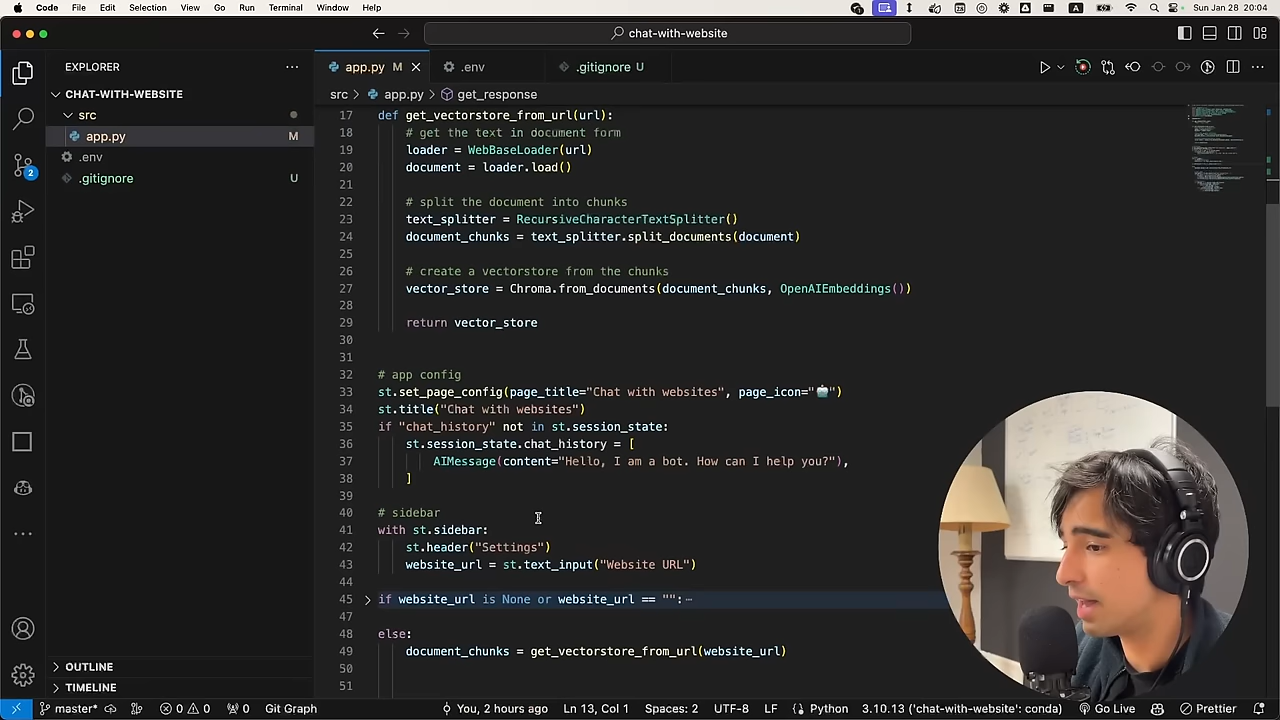 Code File Edit Selection View Go Run Terminal Window Help
A
Sun Jan 28 20:04
chat-with-website
EXPLORER
CHAT-WITH-WEBSITE
src
app.py M
.env
.gitignore U
2
OUTLINE
TIMELINE
app.py M
.env
.gitignore U
src > app.py > get_response
17 def get_vectorstore_from_url(url):
18 # get the text in document form
19 loader = WebBaseLoader(url)
20 document = loader.load()
21
22 # split the document into chunks
23 text_splitter = RecursiveCharacterTextSplitter()
24 document_chunks = text_splitter.split_documents(document)
25
26 # create a vectorstore from the chunks
27 vector_store = Chroma.from_documents(document_chunks, OpenAIEmbeddings())
28
29 return vector_store
30
31
32 # app config
33 st.set_page_config(page_title="Chat with websites", page_icon="🤖")
34 st.title("Chat with websites")
35 if "chat_history" not in st.session_state:
36 st.session_state.chat_history = [
37 AIMessage(content="Hello, I am a bot. How can I help you?"),
38 ]
39
40 # sidebar
41 with st.sidebar:
42 st.header("Settings")
43 website_url = st.text_input("Website URL")
44
45 if website_url is None or website_url == "":
47
48 else:
49 document_chunks = get_vectorstore_from_url(website_url)
50
51
master* 0 0 0 Git Graph You, 2 hours ago Ln 13, Col 1 Spaces: 2 UTF-8 LF Python 3.10.13 ('chat-with-website': conda) Go Live Prettier